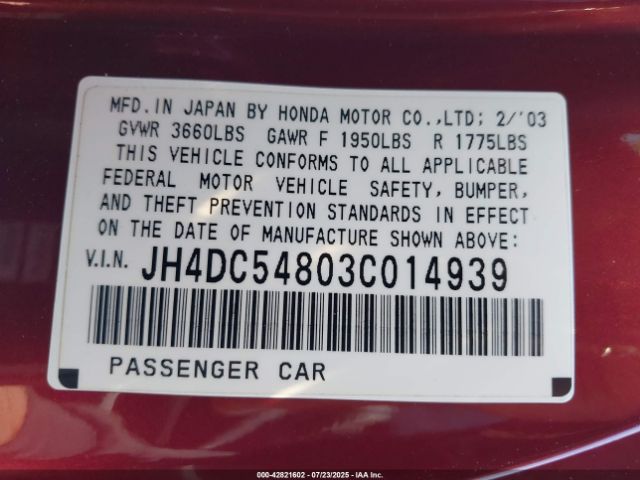 MFD. IN JAPAN BY HONDA MOTOR CO.,LTD; 2/'03
GVWR 3660LBS GAWR F 1950LBS R 1775LBS
THIS VEHICLE CONFORMS TO ALL APPLICABLE
FEDERAL MOTOR VEHICLE SAFETY, BUMPER,
AND THEFT PREVENTION STANDARDS IN EFFECT
ON THE DATE OF MANUFACTURE SHOWN ABOVE:
V.I.N. JH4DC54803C014939
PASSENGER CAR
000-42821602 - 07/23/2025 - IAA, Inc.